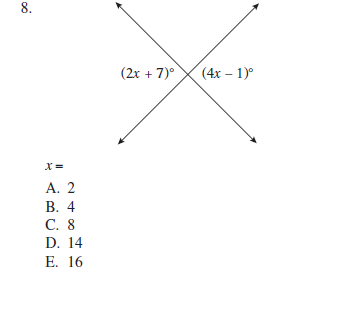 8.
(2x + 7)° (4x – 1)°
x =
A. 2
B. 4
C. 8
D. 14
E. 16